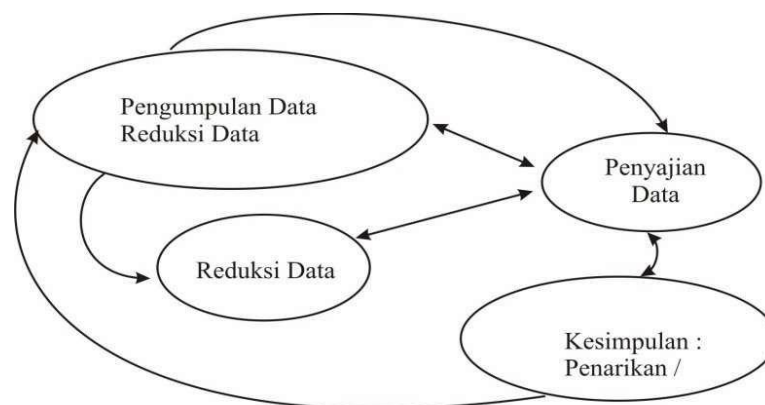 Pengumpulan Data
Reduksi Data
Penyajian
Data
Reduksi Data
Kesimpulan :
Penarikan /